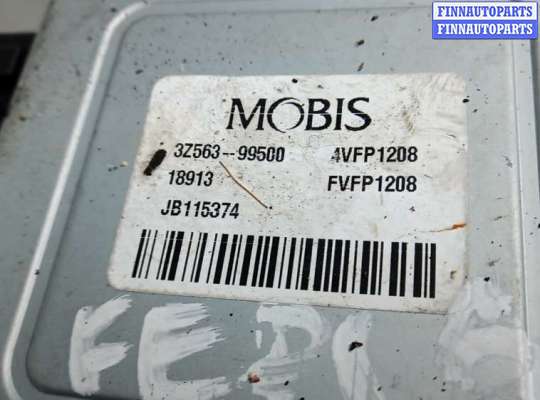 FINNAUTOPARTS
FINNAUTOPARTS
MOBIS
3Z563-99500 4VFP1208
18913 FVFP1208
JB115374